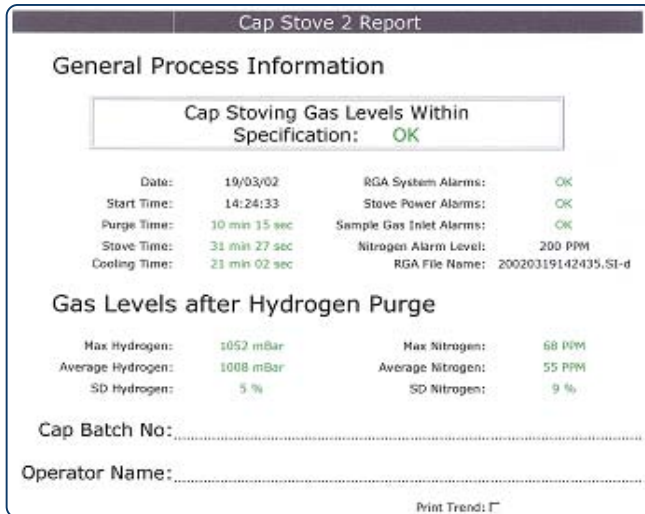 Cap Stove 2 Report
General Process Information
Cap Stoving Gas Levels Within
Specification: OK
Date: 19/03/02 RGA System Alarms: OK
Start Time: 14:24:33 Stove Power Alarms: OK
Purge Time: 10 min 15 sec Sample Gas Inlet Alarms: OK
Stove Time: 31 min 27 sec Nitrogen Alarm Level: 200 PPM
Cooling Time: 21 min 02 sec RGA File Name: 20020319142435.SI-d
Gas Levels after Hydrogen Purge
Max Hydrogen: 1052 mBar Max Nitrogen: 68 PPM
Average Hydrogen: 1008 mBar Average Nitrogen: 55 PPM
SD Hydrogen: 5 % SD Nitrogen: 9 %
Cap Batch No:
Operator Name:
Print Trend: